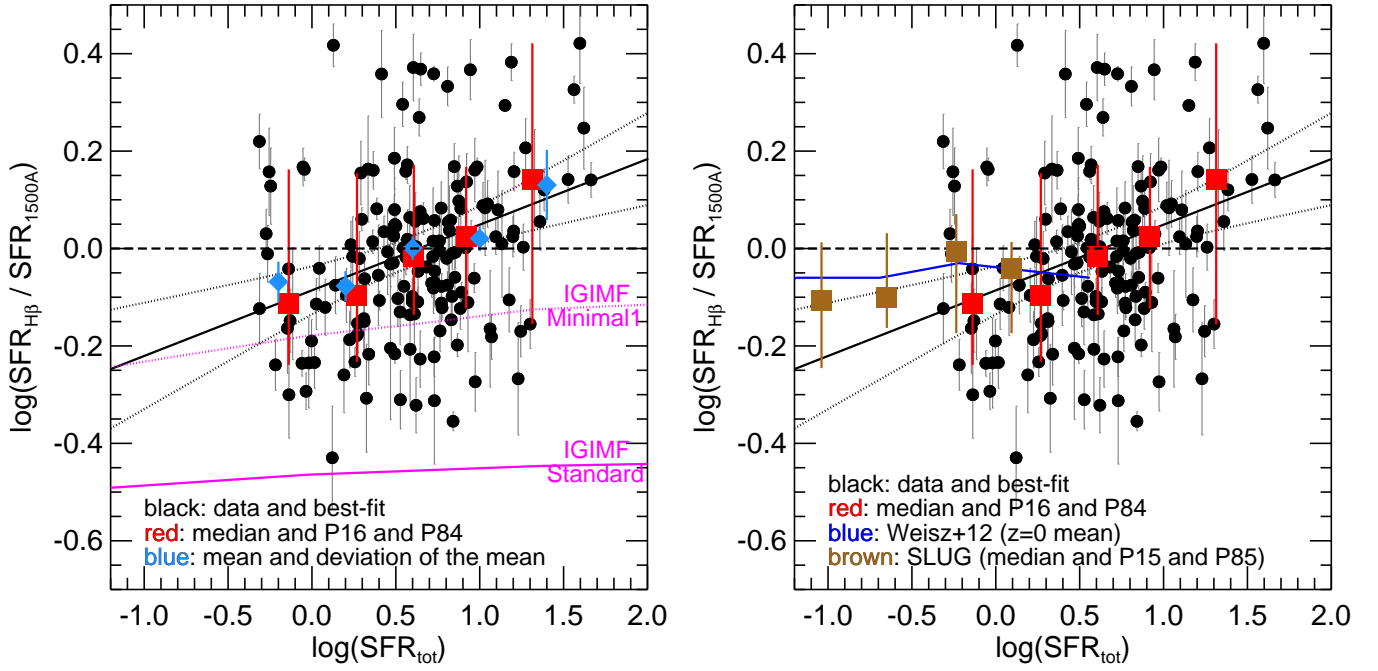 log(SFR_Hβ / SFR_1500A)
0.4
0.2
0.0
-0.2
-0.4
-0.6
IGIMF
Minimal1
IGIMF
Standard
black: data and best-fit
red: median and P16 and P84
blue: mean and deviation of the mean
-1.0 -0.5 0.0 0.5 1.0 1.5 2.0
log(SFR_tot)
log(SFR_Hβ / SFR_1500A)
0.4
0.2
0.0
-0.2
-0.4
-0.6
black: data and best-fit
red: median and P16 and P84
blue: Weisz+12 (z=0 mean)
brown: SLUG (median and P15 and P85)
-1.0 -0.5 0.0 0.5 1.0 1.5 2.0
log(SFR_tot)